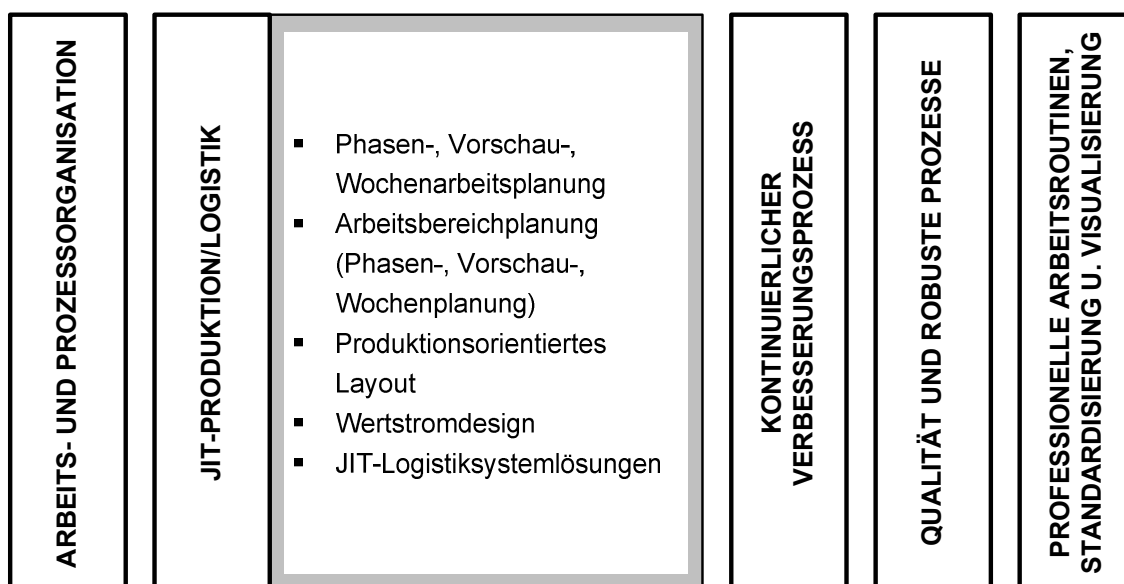 ARBEITS- UND PROZESSORGANISATION
JIT-PRODUKTION/LOGISTIK
▪ Phasen-, Vorschau-,
Wochenarbeitsplanung
▪ Arbeitsbereichplanung
(Phasen-, Vorschau-,
Wochenplanung)
▪ Produktionsorientiertes
Layout
▪ Wertstromdesign
▪ JIT-Logistiksystemlösungen
KONTINUIERLICHER
VERBESSERUNGSPROZESS
QUALITÄT UND ROBUSTE PROZESSE
PROFESSIONELLE ARBEITSROUTINEN,
STANDARDISIERUNG U. VISUALISIERUNG